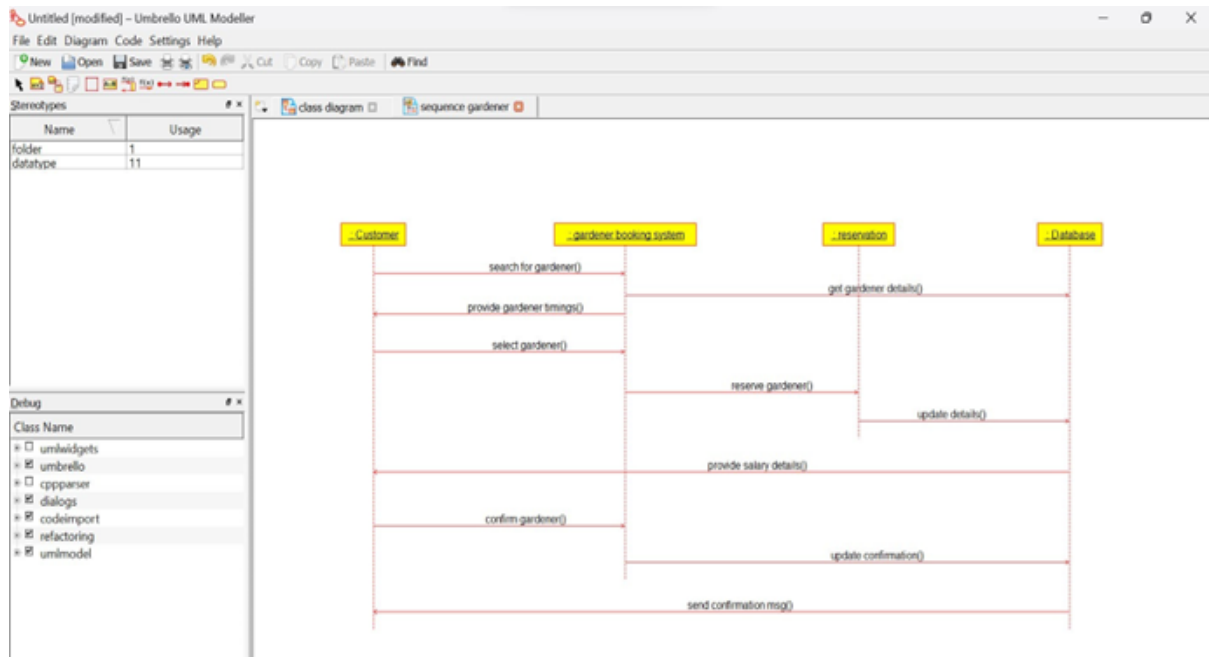 Untitled [modified] – Umbrello UML Modeller
File Edit Diagram Code Settings Help
New Open Save Cut Copy Paste Find
Stereotypes
class diagram
sequence gardener
Name Usage
folder 1
datatype 11
: Customer
: gardener booking system
: reservation
: Database
search for gardener()
get gardener details()
provide gardener timings()
select gardener()
reserve gardener()
update details()
provide salary details()
confirm gardener()
update confirmation()
send confirmation msg()
Debug
Class Name
umlwidgets
umbrello
cppparser
dialogs
codeimport
refactoring
umlmodel